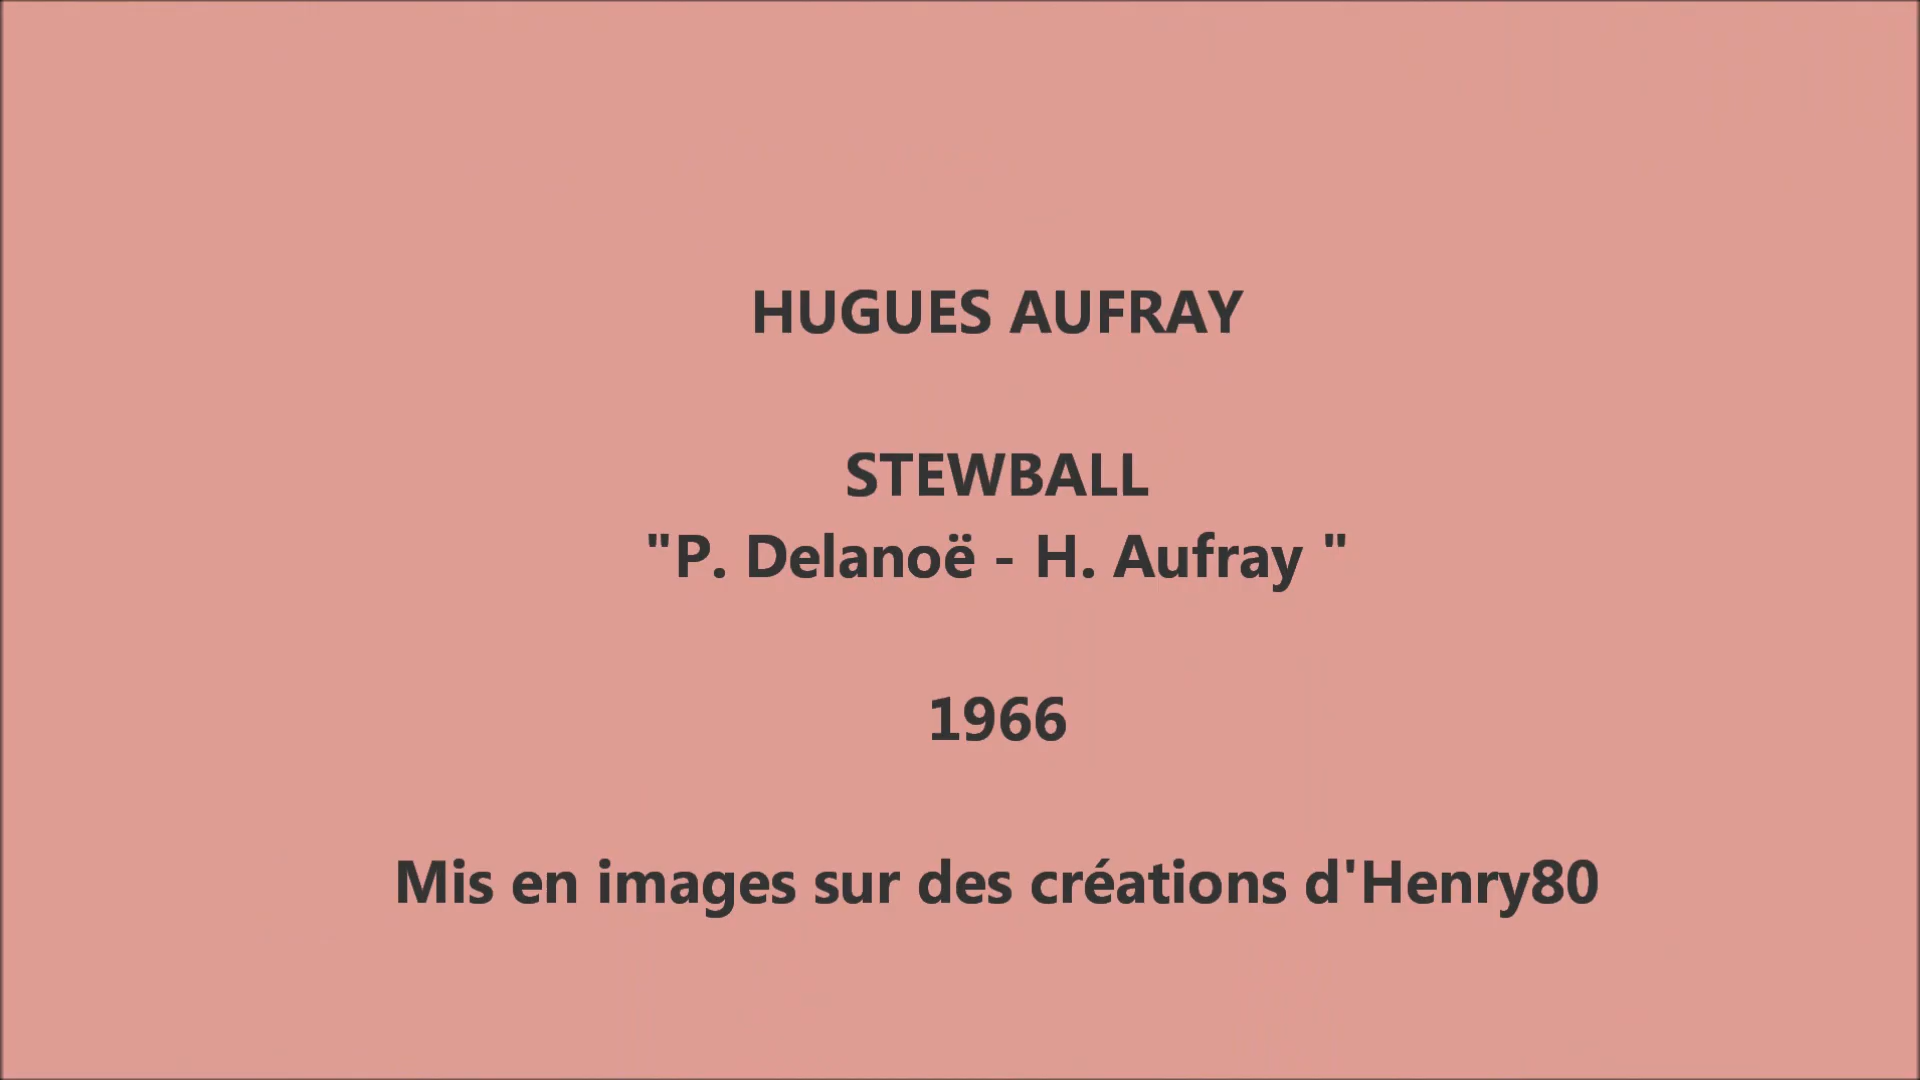 HUGUES AUFRAY
STEWBALL
"P. Delanoë - H. Aufray "
1966
Mis en images sur des créations d'Henry80